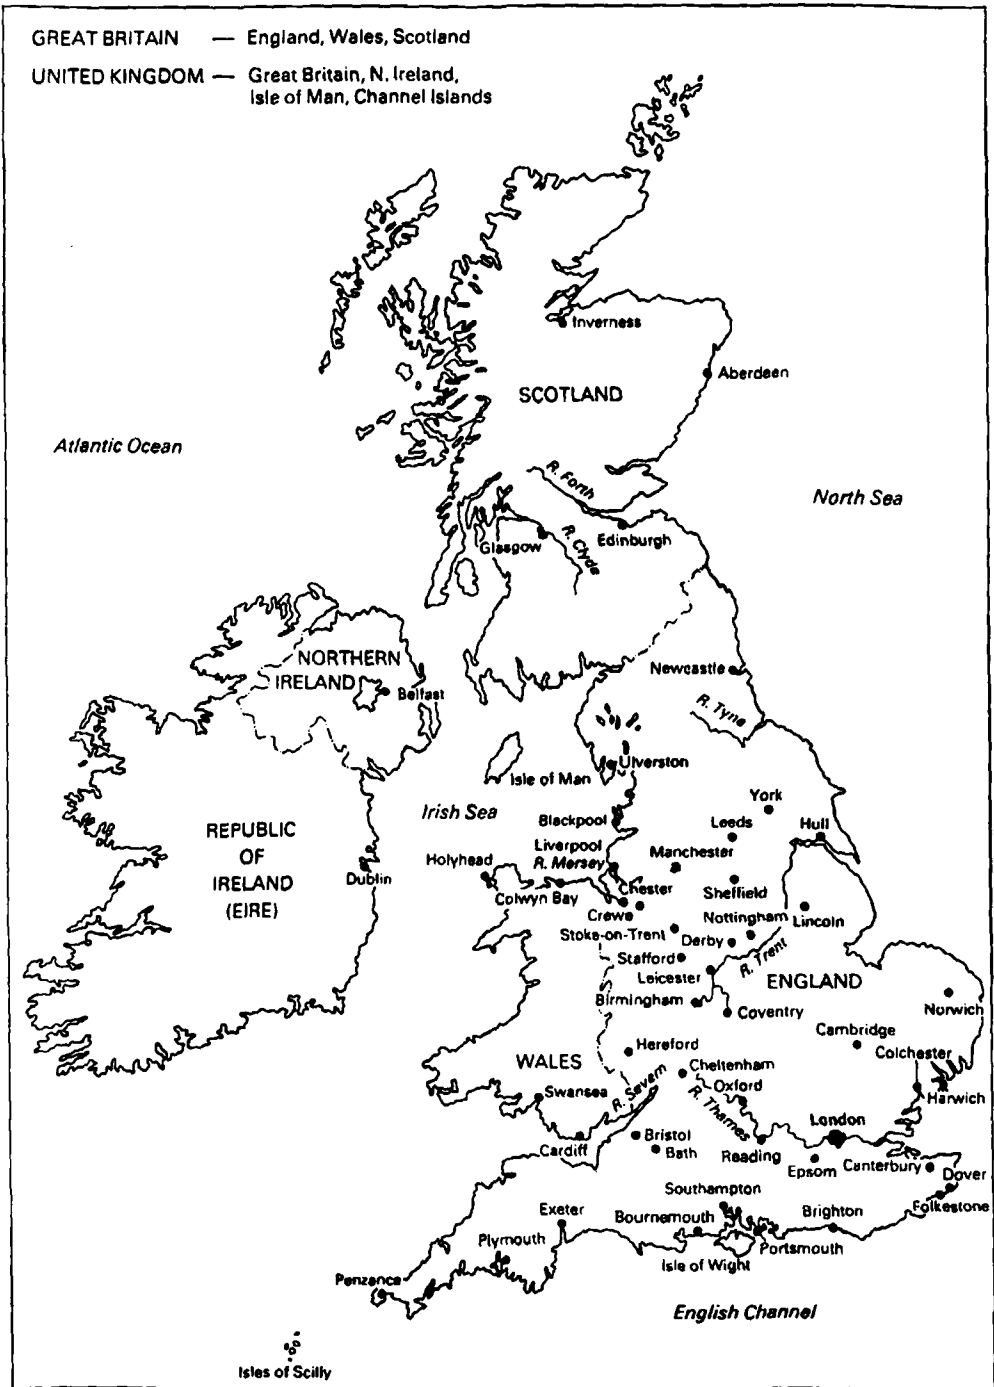 GREAT BRITAIN — England, Wales, Scotland
UNITED KINGDOM — Great Britain, N. Ireland,
Isle of Man, Channel Islands
Inverness
Aberdeen
SCOTLAND
Atlantic Ocean
R. Forth
North Sea
Glasgow
R. Clyde
Edinburgh
NORTHERN
IRELAND
Belfast
Newcastle
R. Tyne
Isle of Man
Ulverston
Irish Sea
York
Blackpool
Leeds
Hull
REPUBLIC
OF
IRELAND
(EIRE)
Dublin
Liverpool
R. Mersey
Manchester
Holyhead
Colwyn Bay
Chester
Sheffield
Crewe
Nottingham
Lincoln
Stoke-on-Trent
Derby
R. Trent
Stafford
Leicester
ENGLAND
Birmingham
Coventry
Norwich
Cambridge
Colchester
Hereford
WALES
Cheltenham
Oxford
Swansea
R. Severn
R. Thames
Harwich
London
Cardiff
Bristol
Bath
Reading
Epsom
Canterbury
Dover
Folkestone
Southampton
Exeter
Bournemouth
Brighton
Plymouth
Portsmouth
Isle of Wight
Penzance
English Channel
Isles of Scilly